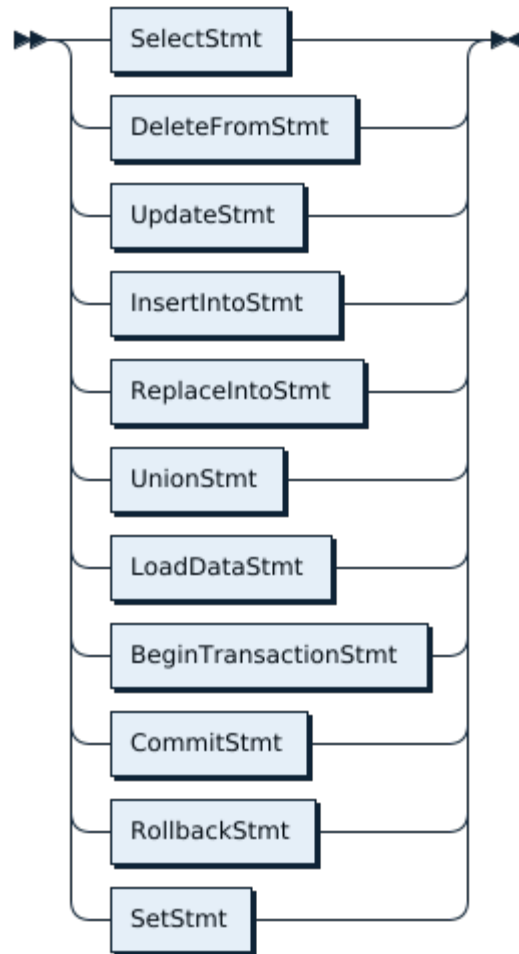 SelectStmt
DeleteFromStmt
UpdateStmt
InsertIntoStmt
ReplaceIntoStmt
UnionStmt
LoadDataStmt
BeginTransactionStmt
CommitStmt
RollbackStmt
SetStmt